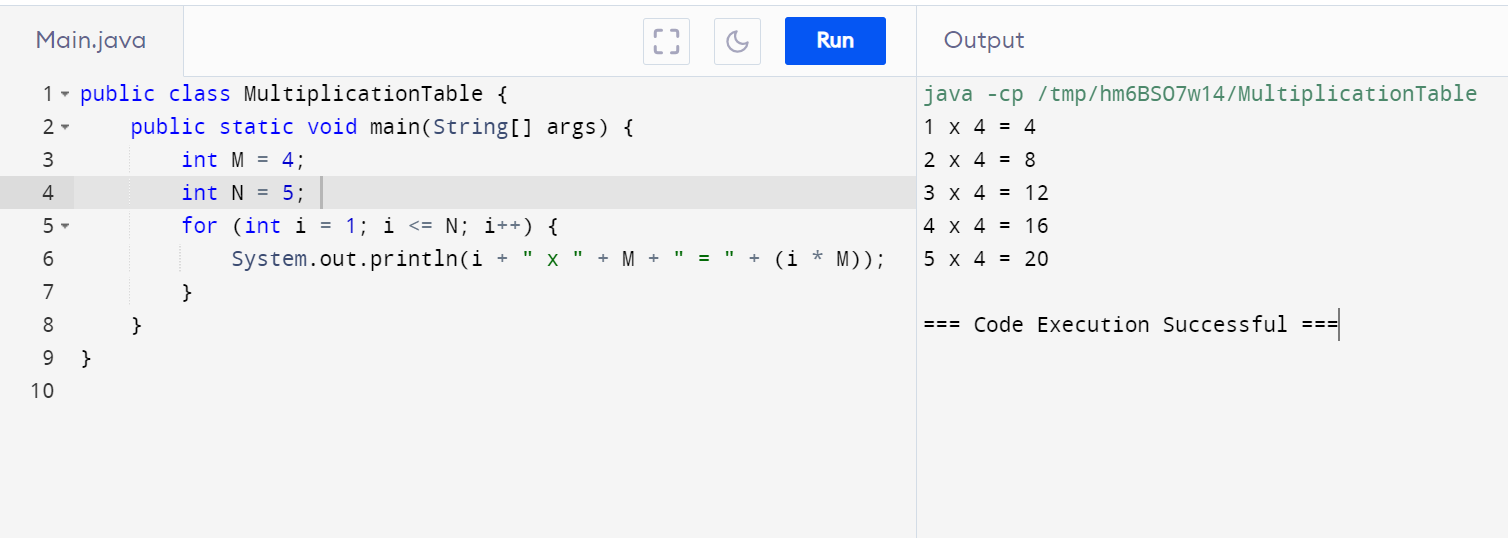 Main.java
Run
Output
1 public class MultiplicationTable {
2     public static void main(String[] args) {
3         int M = 4;
4         int N = 5;
5         for (int i = 1; i <= N; i++) {
6             System.out.println(i + " x " + M + " = " + (i * M));
7         }
8     }
9 }
10
java -cp /tmp/hm6BSO7w14/MultiplicationTable
1 x 4 = 4
2 x 4 = 8
3 x 4 = 12
4 x 4 = 16
5 x 4 = 20
=== Code Execution Successful ===